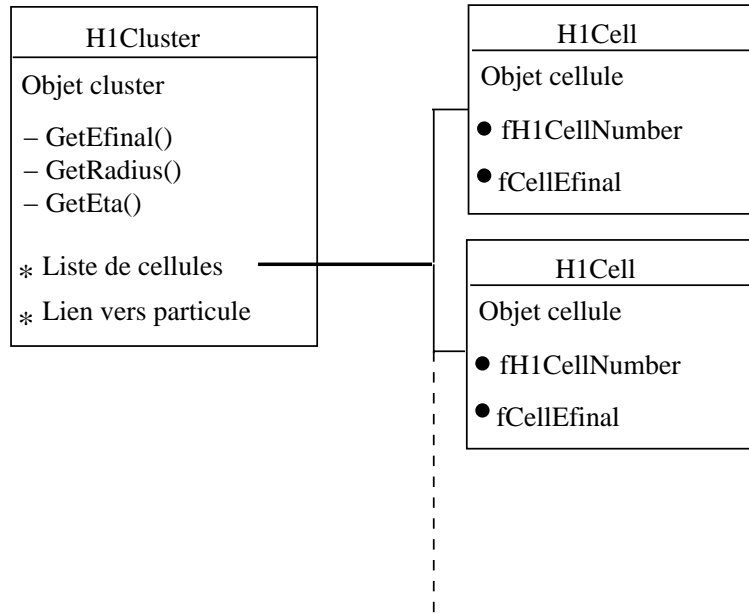 H1Cluster
Objet cluster
– GetEfinal()
– GetRadius()
– GetEta()
* Liste de cellules
* Lien vers particule
H1Cell
Objet cellule
● fH1CellNumber
● fCellEfinal
H1Cell
Objet cellule
● fH1CellNumber
● fCellEfinal